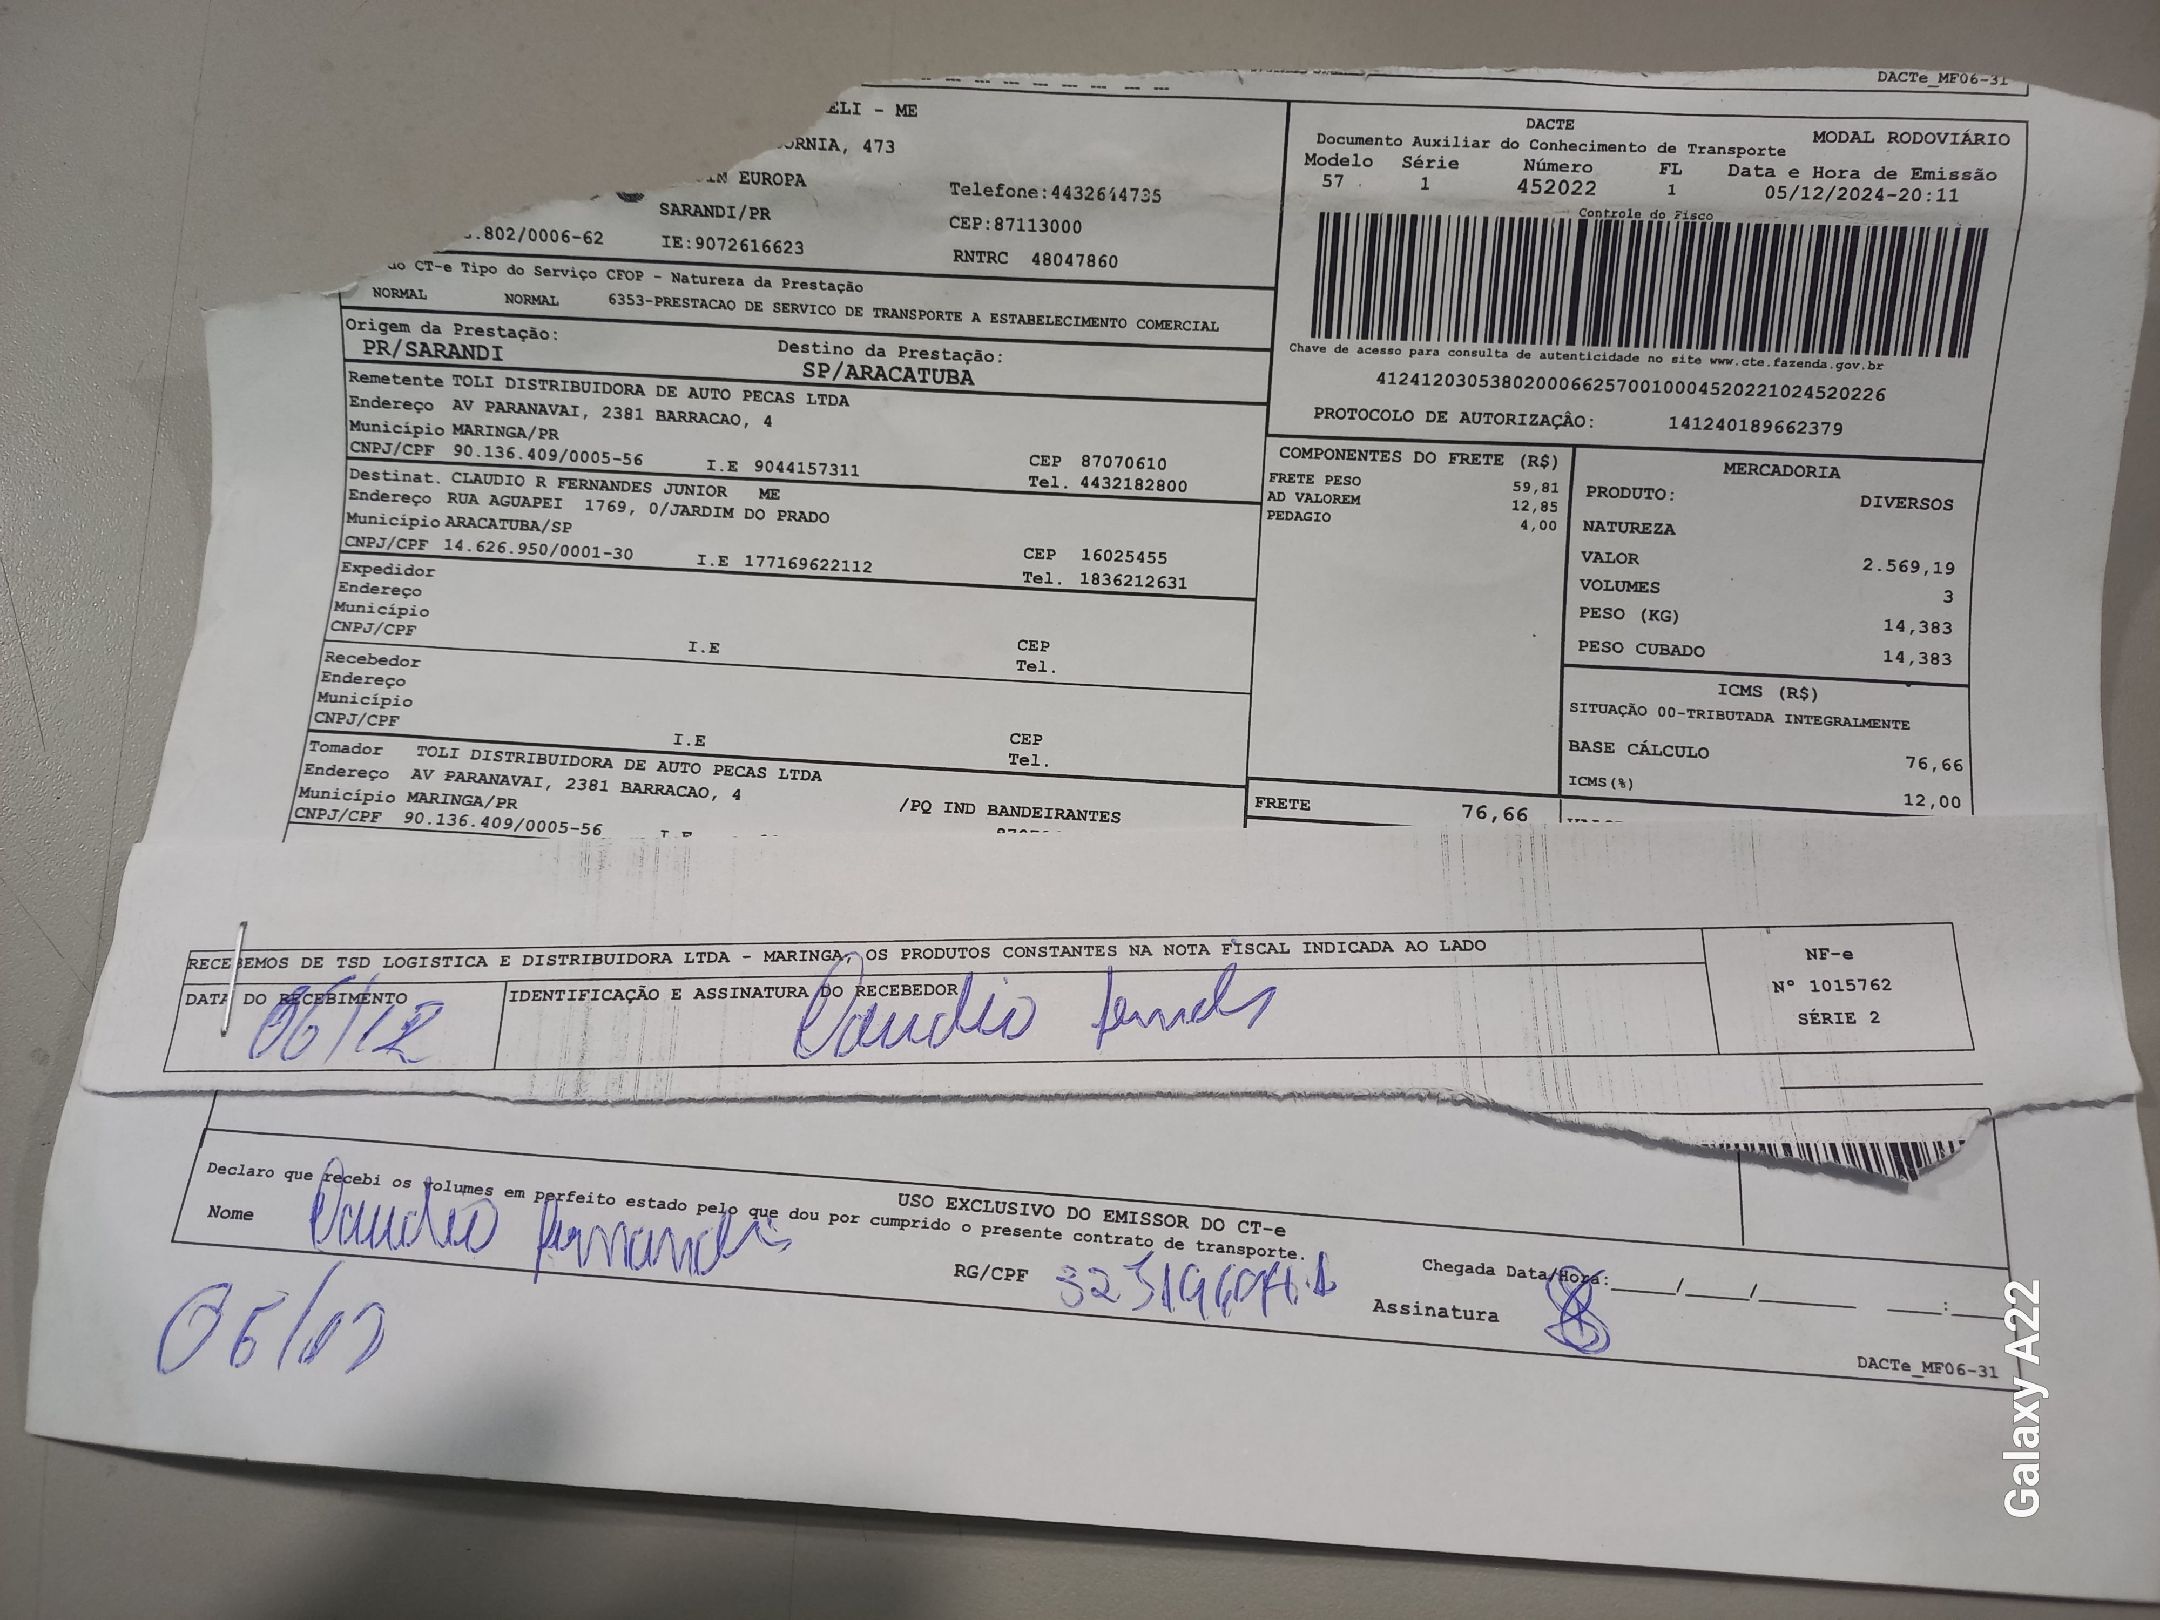 DACTe_MF06-31
ELI - ME
ORNIA, 473
IM EUROPA
Telefone:4432644735
SARANDI/PR
CEP:87113000
.802/0006-62 IE:9072616623
RNTRC 48047860
do CT-e Tipo do Serviço CFOP - Natureza da Prestação
NORMAL NORMAL 6353-PRESTACAO DE SERVICO DE TRANSPORTE A ESTABELECIMENTO COMERCIAL
Origem da Prestação: Destino da Prestação:
PR/SARANDI SP/ARACATUBA
DACTE
Documento Auxiliar do Conhecimento de Transporte MODAL RODOVIÁRIO
Modelo Série Número FL Data e Hora de Emissão
57 1 452022 1 05/12/2024-20:11
Controle do Fisco
Chave de acesso para consulta de autenticidade no site www.cte.fazenda.gov.br
41241203053802000662570010004520221024520226
PROTOCOLO DE AUTORIZAÇÂO: 141240189662379
Remetente TOLI DISTRIBUIDORA DE AUTO PECAS LTDA
Endereço AV PARANAVAI, 2381 BARRACAO, 4
Município MARINGA/PR CEP 87070610
CNPJ/CPF 90.136.409/0005-56 I.E 9044157311 Tel. 4432182800
Destinat. CLAUDIO R FERNANDES JUNIOR ME
Endereço RUA AGUAPEI 1769, 0/JARDIM DO PRADO
Município ARACATUBA/SP CEP 16025455
CNPJ/CPF 14.626.950/0001-30 I.E 177169622112 Tel. 1836212631
Expedidor
Endereço
Município CEP
CNPJ/CPF I.E Tel.
Recebedor
Endereço
Município CEP
CNPJ/CPF I.E Tel.
Tomador TOLI DISTRIBUIDORA DE AUTO PECAS LTDA
Endereço AV PARANAVAI, 2381 BARRACAO, 4 /PQ IND BANDEIRANTES
Município MARINGA/PR
CNPJ/CPF 90.136.409/0005-56 I.E
COMPONENTES DO FRETE (R$)
FRETE PESO 59,81
AD VALOREM 12,85
PEDAGIO 4,00
FRETE 76,66
MERCADORIA
PRODUTO: DIVERSOS
NATUREZA
VALOR 2.569,19
VOLUMES 3
PESO (KG) 14,383
PESO CUBADO 14,383
ICMS (R$)
SITUAÇÃO 00-TRIBUTADA INTEGRALMENTE
BASE CÁLCULO 76,66
ICMS(%) 12,00
RECEBEMOS DE TSD LOGISTICA E DISTRIBUIDORA LTDA - MARINGA, OS PRODUTOS CONSTANTES NA NOTA FISCAL INDICADA AO LADO
DATA DO RECEBIMENTO IDENTIFICAÇÃO E ASSINATURA DO RECEBEDOR
06/12 Claudio
NF-e
Nº 1015762
SÉRIE 2
USO EXCLUSIVO DO EMISSOR DO CT-e
Declaro que recebi os volumes em perfeito estado pelo que dou por cumprido o presente contrato de transporte.
Nome Claudio Fernandes
RG/CPF
Chegada Data/Hora:____/____/______ ____:____
Assinatura
DACTe_MF06-31
Galaxy A22